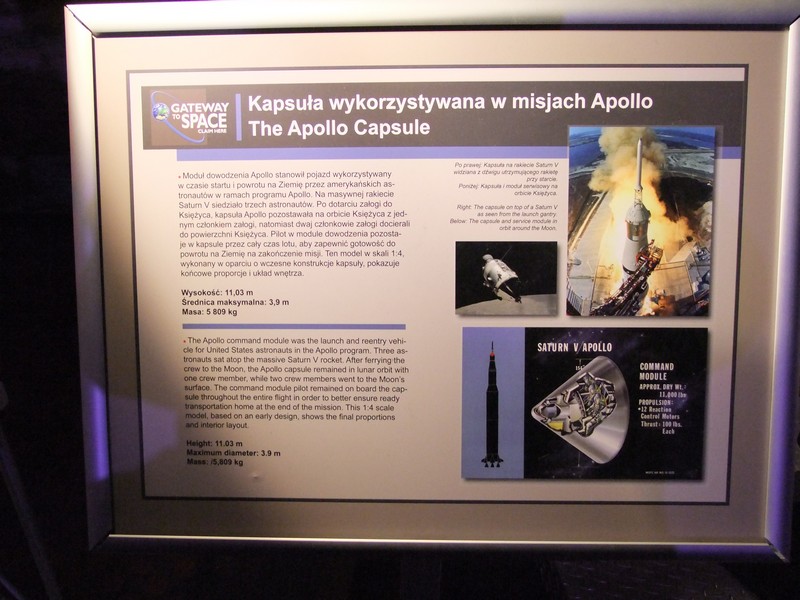 GATEWAY
TO SPACE
CLAIM HERE
Kapsuła wykorzystywana w misjach Apollo
The Apollo Capsule
Moduł dowodzenia Apollo stanowił pojazd wykorzystywany
w czasie startu i powrotu na Ziemię przez amerykańskich as-
tronautów w ramach programu Apollo. Na masywnej rakiecie
Saturn V siedziało trzech astronautów. Po dotarciu załogi do
Księżyca, kapsuła Apollo pozostawała na orbicie Księżyca z jed-
nym członkiem załogi, natomiast dwaj członkowie załogi docierali
do powierzchni Księżyca. Pilot w module dowodzenia pozosta-
je w kapsule przez cały czas lotu, aby zapewnić gotowość do
powrotu na Ziemię na zakończenie misji. Ten model w skali 1:4,
wykonany w oparciu o wczesne konstrukcje kapsuły, pokazuje
końcowe proporcje i układ wnętrza.
Wysokość: 11,03 m
Średnica maksymalna: 3,9 m
Masa: 5 809 kg
The Apollo command module was the launch and reentry vehi-
cle for United States astronauts in the Apollo program. Three as-
tronauts sat atop the massive Saturn V rocket. After ferrying the
crew to the Moon, the Apollo capsule remained in lunar orbit with
one crew member, while two crew members went to the Moon's
surface. The command module pilot remained on board the cap-
sule throughout the entire flight in order to better ensure ready
transportation home at the end of the mission. This 1:4 scale
model, based on an early design, shows the final proportions
and interior layout.
Height: 11.03 m
Maximum diameter: 3.9 m
Mass: /5,809 kg
Po prawej: Kapsuła na rakiecie Saturn V
widziana z dźwigu utrzymującego rakietę
przy starcie.
Poniżej: Kapsuła i moduł serwisowy na
orbicie Księżyca.
Right: The capsule on top of a Saturn V
as seen from the launch gantry.
Below: The capsule and service module in
orbit around the Moon.
SATURN V APOLLO
COMMAND
MODULE
APPROX. DRY Wt.:
11,000 lbs
PROPULSION:
12 Reaction
Control Motors
Thrust: 100 lbs.
Each